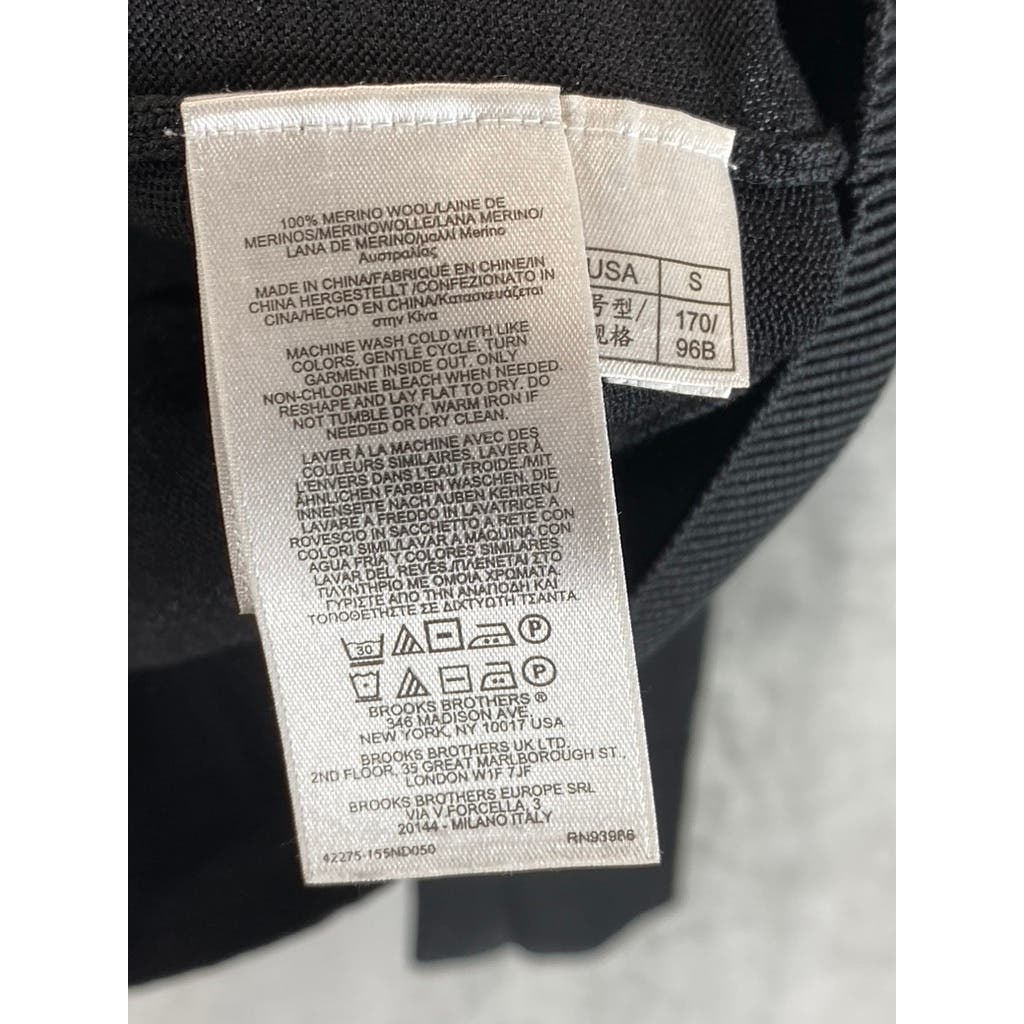 100% MERINO WOOL/LAINE DE
MERINOS/MERINOWOLLE/LANA MERINO/
LANA DE MERINO/μαλλί Merino
Αυστραλίας
MADE IN CHINA/FABRIQUÉ EN CHINE/IN
CHINA HERGESTELLT /CONFEZIONATO IN
CINA/HECHO EN CHINA/Κατασκευάζεται
στην Κίνα
MACHINE WASH COLD WITH LIKE
COLORS, GENTLE CYCLE, TURN
GARMENT INSIDE OUT, ONLY
NON-CHLORINE BLEACH WHEN NEEDED.
RESHAPE AND LAY FLAT TO DRY. DO
NOT TUMBLE DRY. WARM IRON IF
NEEDED OR DRY CLEAN.
LAVER À LA MACHINE AVEC DES
COULEURS SIMILAIRES, LAVER À
L'ENVERS DANS L'EAU FROIDE./MIT
ÄHNLICHEN FARBEN WASCHEN, DIE
INNENSEITE NACH AUBEN KEHREN/
LAVARE A FREDDO IN LAVATRICE A
ROVESCIO IN SACCHETTO A RETE CON
COLORI SIMILI/LAVAR A MÁQUINA CON
AGUA FRIA Y COLORES SIMILARES
LAVAR DEL REVÉS/ΠΛΕΝΕΤΑΙ ΣΤΟ
ΠΛΥΝΤΗΡΙΟ ΜΕ ΟΜΟΙΑ ΧΡΩΜΑΤΑ.
ΓΥΡΙΣΤΕ ΑΠΟ ΤΗΝ ΑΝΑΠΟΔΗ ΚΑΙ
ΤΟΠΟΘΕΤΗΣΤΕ ΣΕ ΔΙΧΤΥΩΤΗ ΤΣΑΝΤΑ.
30 P
P
BROOKS BROTHERS ®
346 MADISON AVE,
NEW YORK, NY 10017 USA
BROOKS BROTHERS UK LTD.
2ND FLOOR, 39 GREAT MARLBOROUGH ST.,
LONDON W1F 7JF
BROOKS BROTHERS EUROPE SRL
VIA V.FORCELLA, 3
20144 - MILANO ITALY
42275-155ND050 RN93986
USA S
号型/ 170/
规格 96B